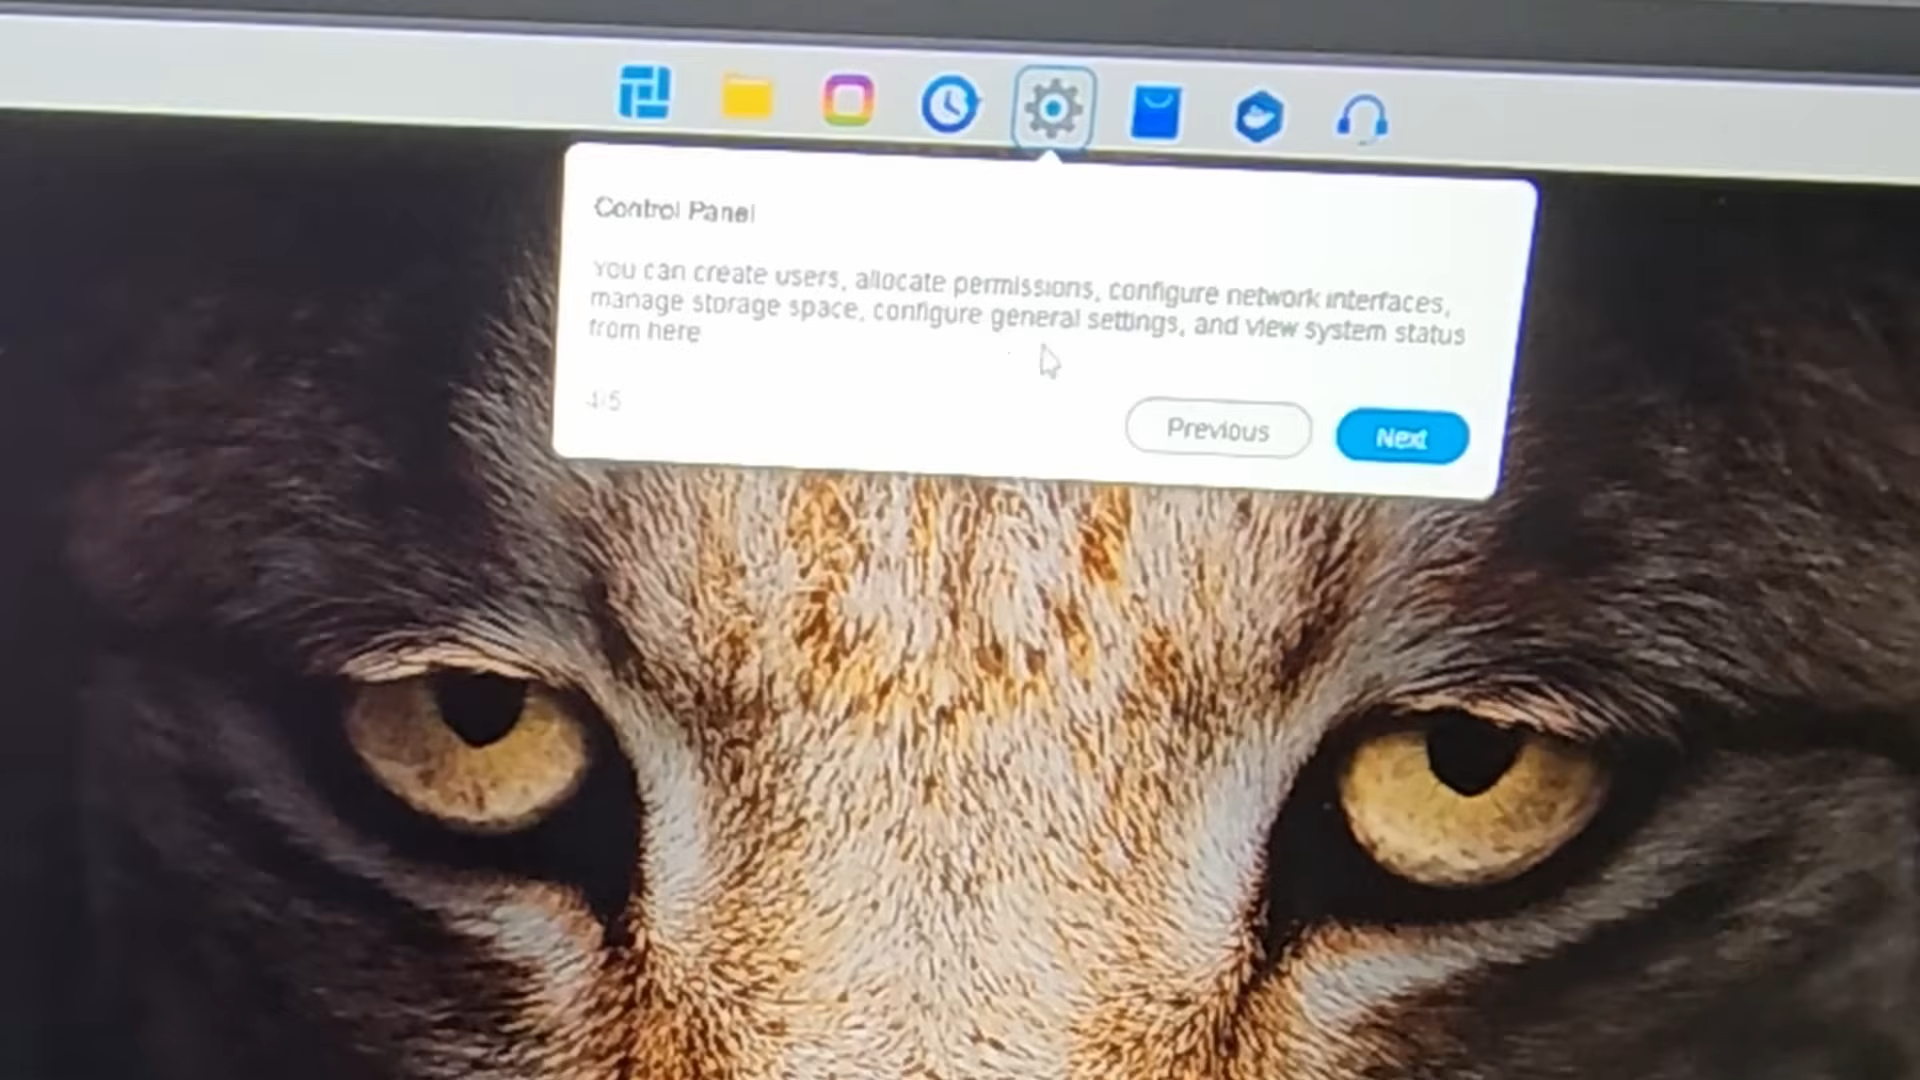 Control Panel
You can create users, allocate permissions, configure network interfaces,
manage storage space, configure general settings, and view system status
from here
4/5
Previous
Next